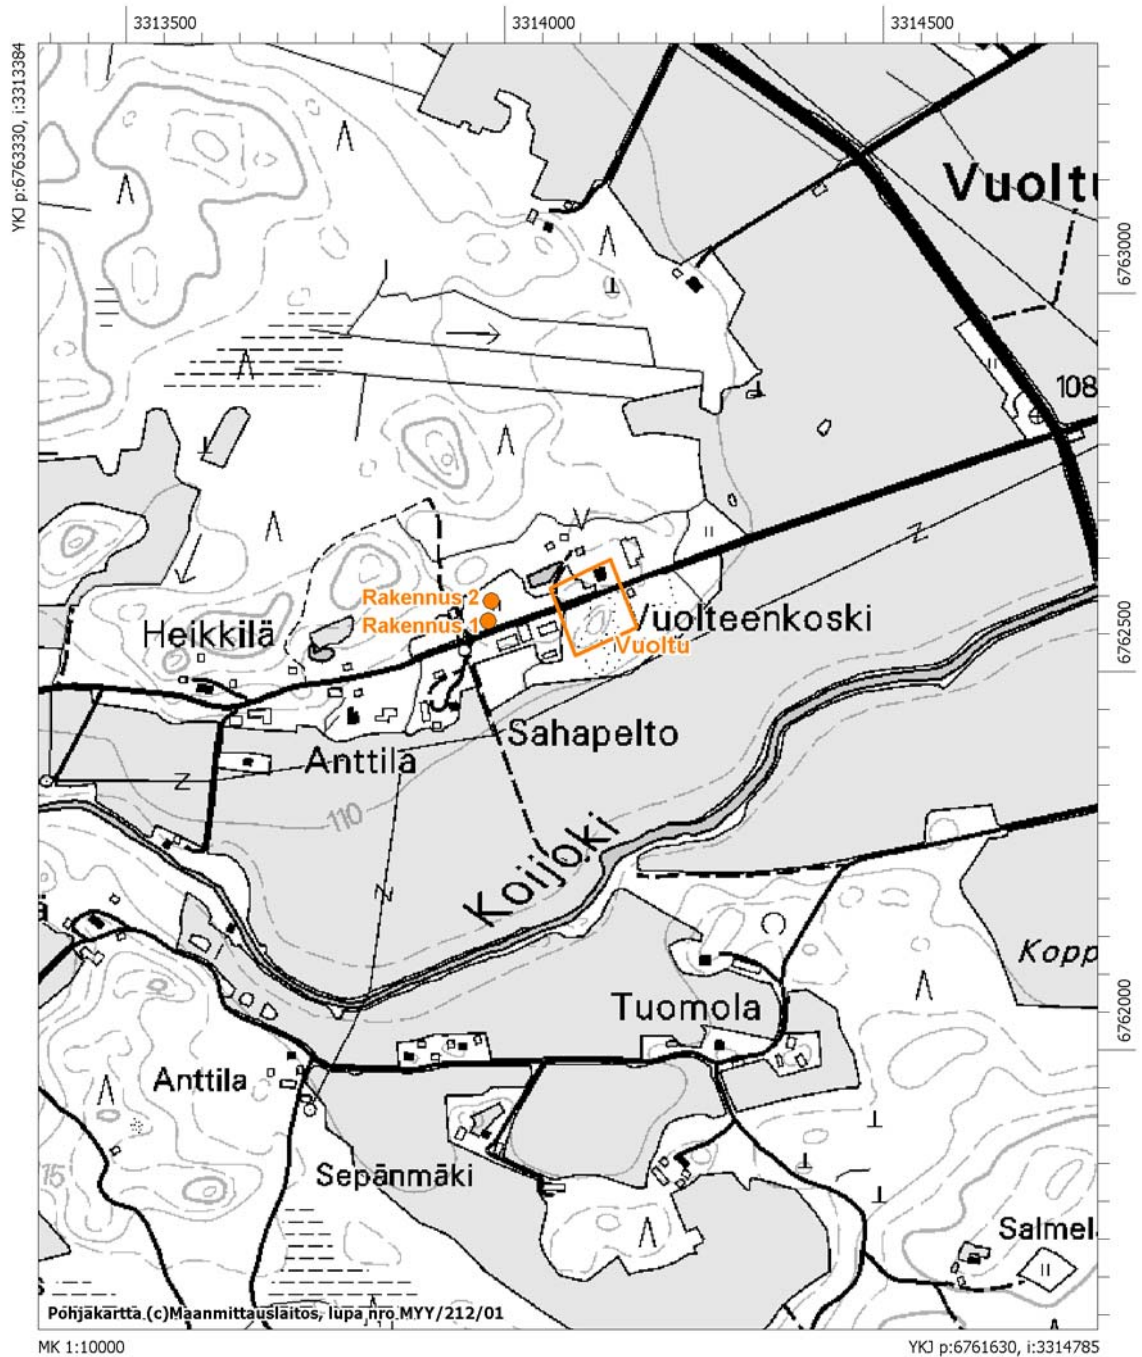 3313500
3314000
3314500
YKJ p:6763330, i:3313384
Vuoltu
6763000
108
Rakennus 2
Rakennus 1
Heikkilä
Vuolteenkoski
Vuoltu
6762500
Sahapelto
Anttila
110
Koijoki
Kopp
Tuomola
6762000
Anttila
15
Sepänmäki
Salmel
Pohjakartta (c)Maanmittauslaitos, lupa nro MYY/212/01
MK 1:10000
YKJ p:6761630, i:3314785